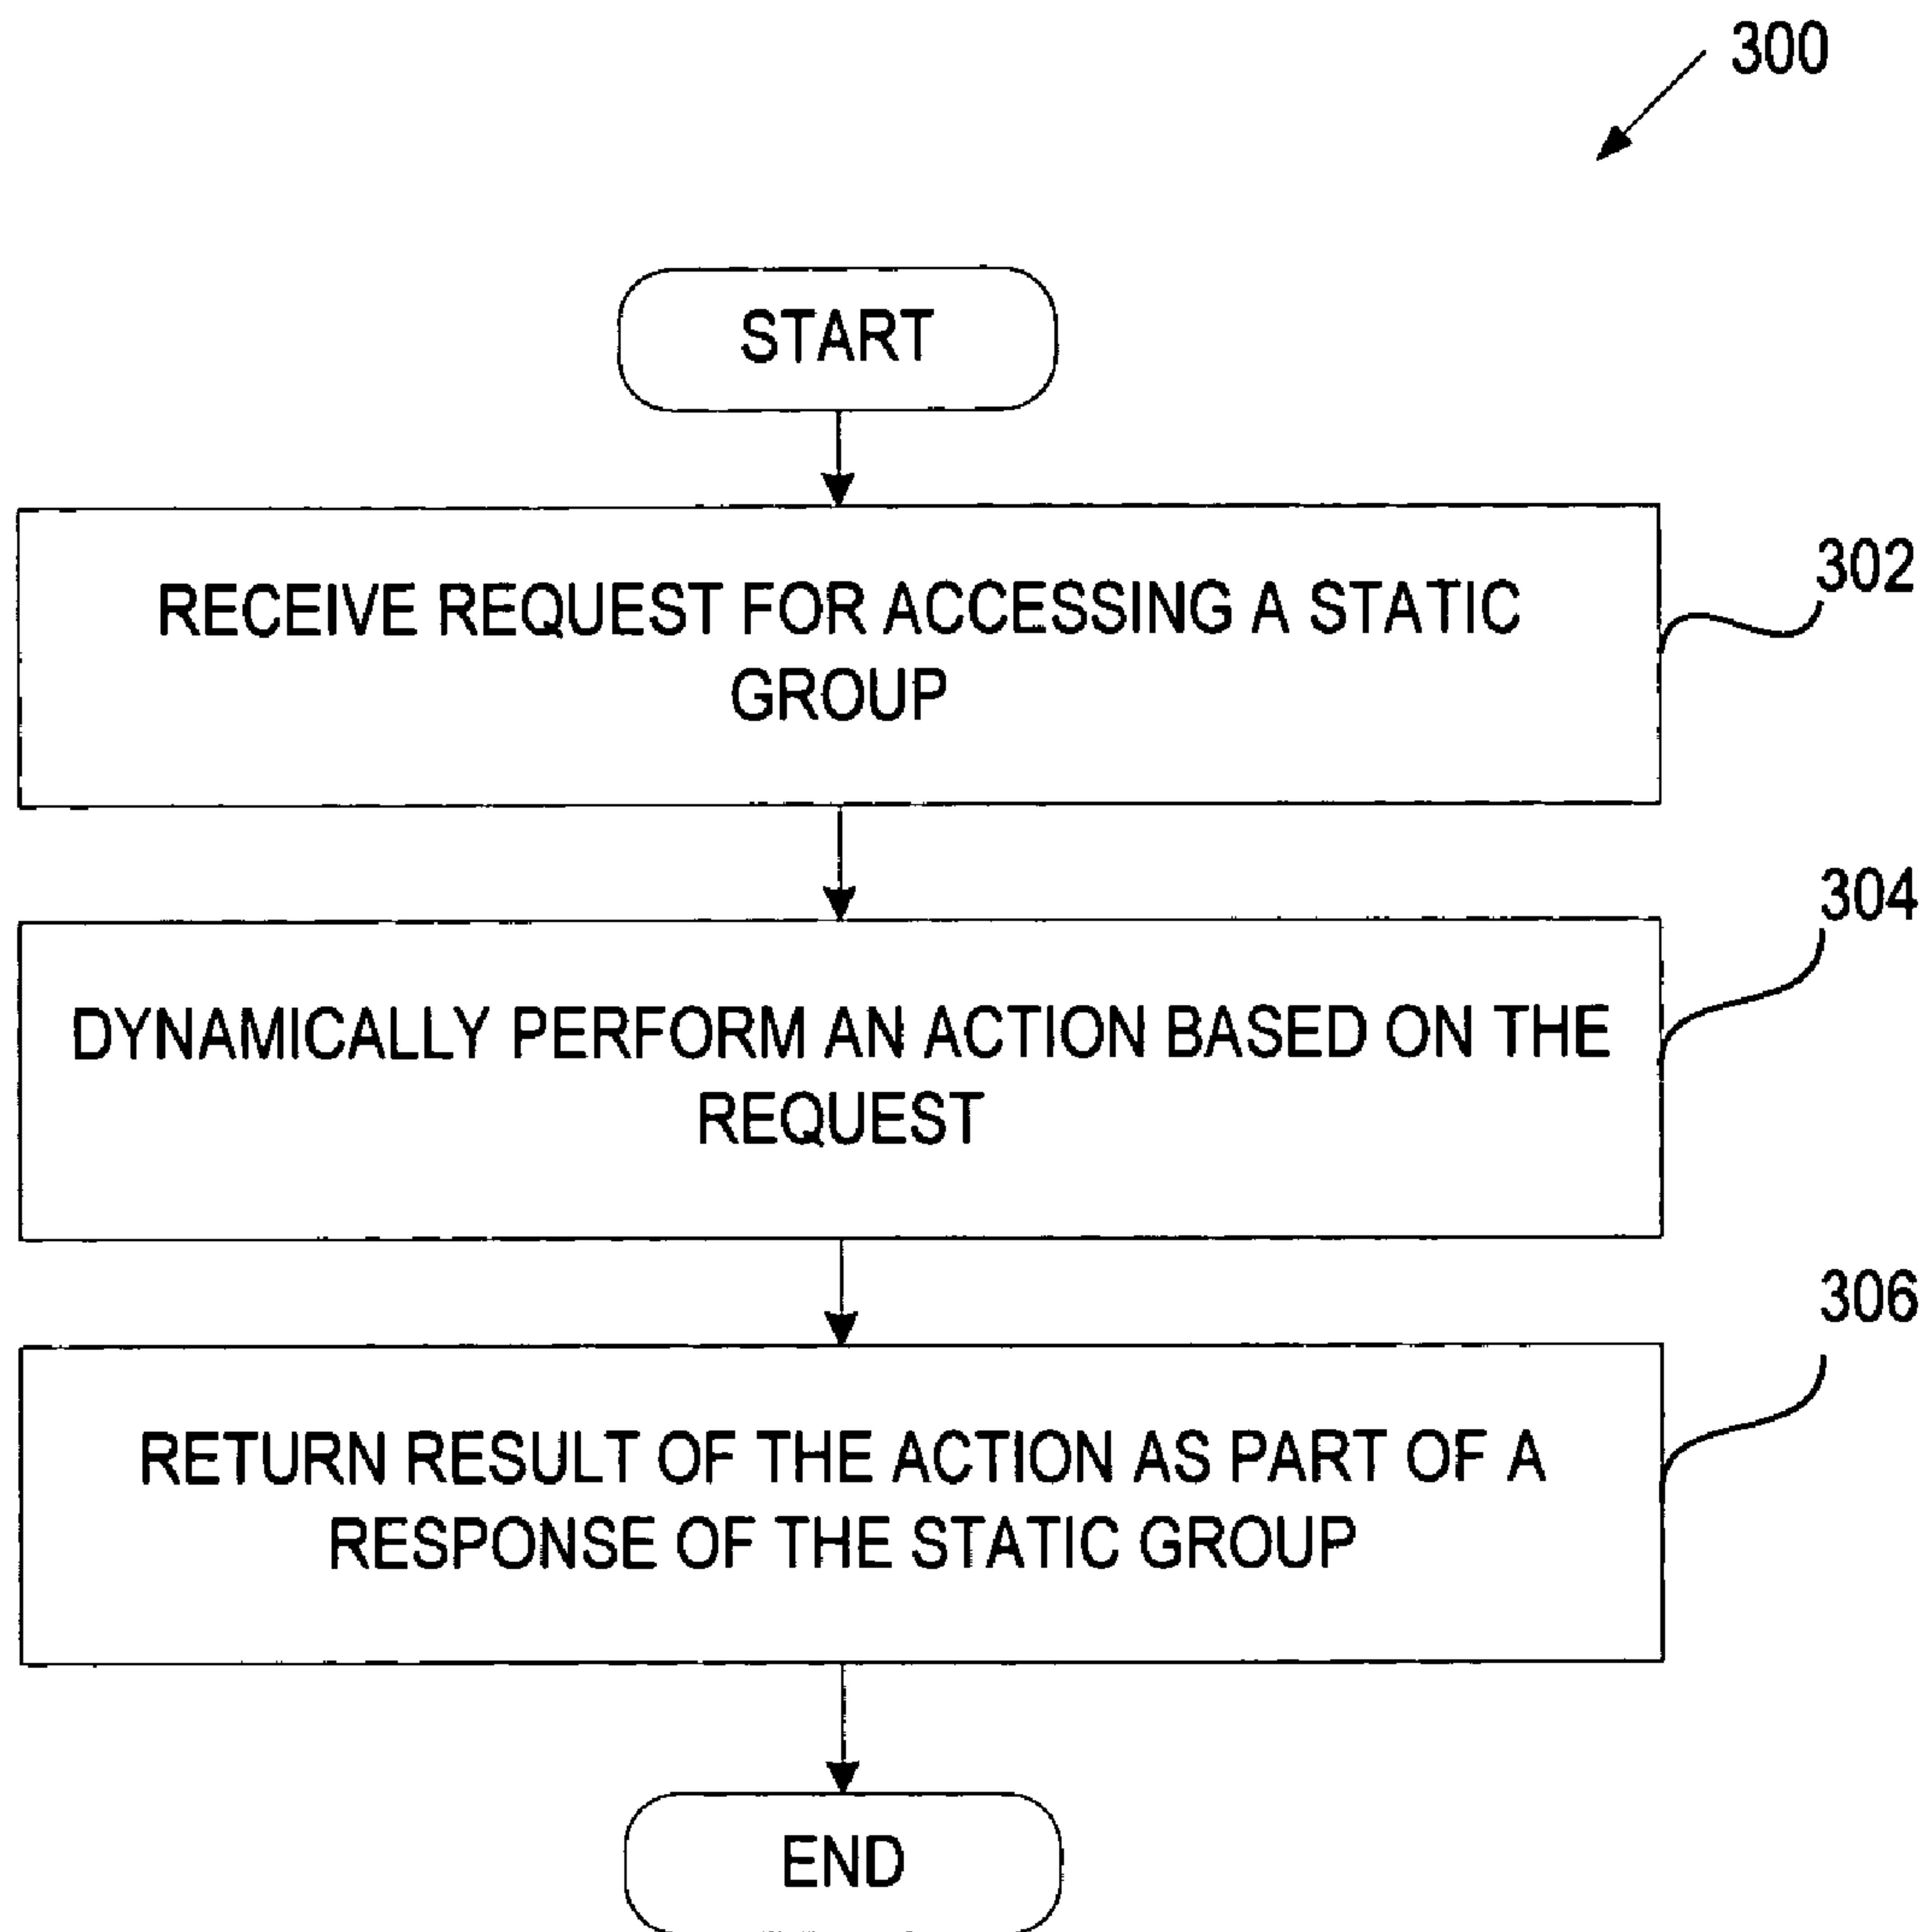 300
START
RECEIVE REQUEST FOR ACCESSING A STATIC
GROUP
302
DYNAMICALLY PERFORM AN ACTION BASED ON THE
REQUEST
304
RETURN RESULT OF THE ACTION AS PART OF A
RESPONSE OF THE STATIC GROUP
306
END